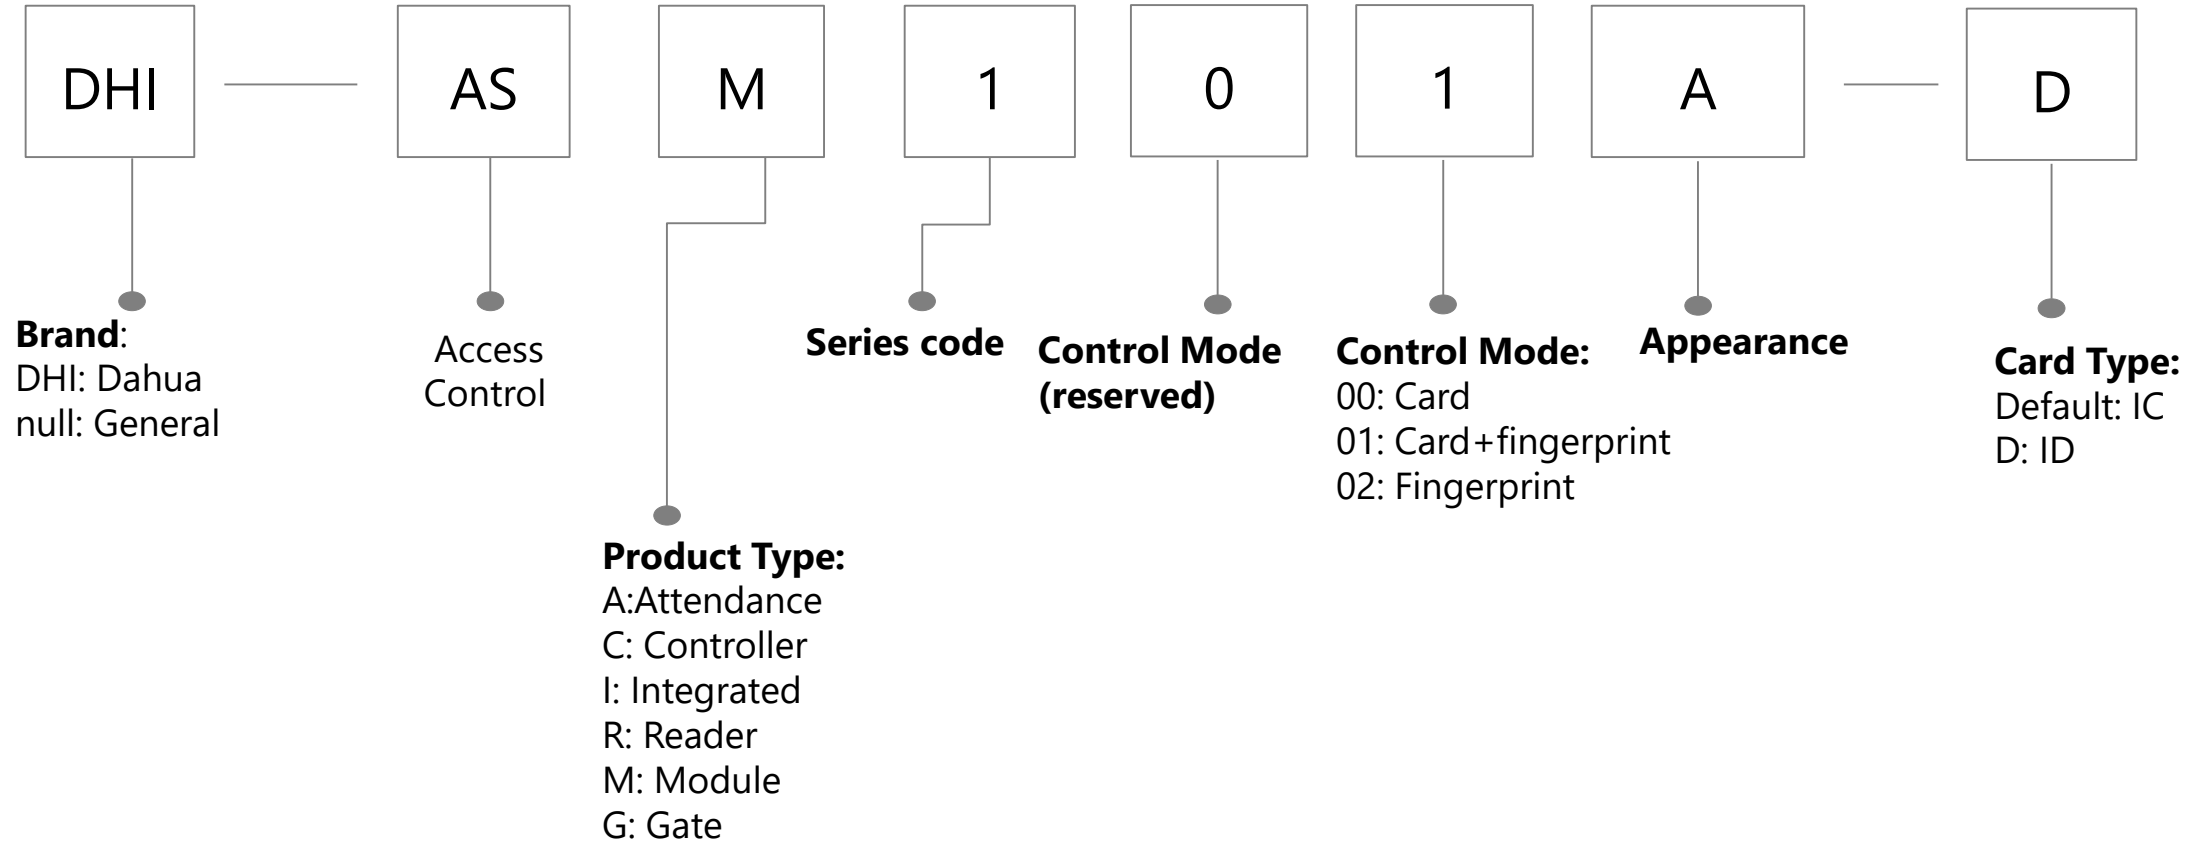 DHI
AS
M
1
0
1
A
D
Brand:
DHI: Dahua
null: General
Access
Control
Product Type:
A:Attendance
C: Controller
I: Integrated
R: Reader
M: Module
G: Gate
Series code
Control Mode
(reserved)
Control Mode:
00: Card
01: Card+fingerprint
02: Fingerprint
Appearance
Card Type:
Default: IC
D: ID